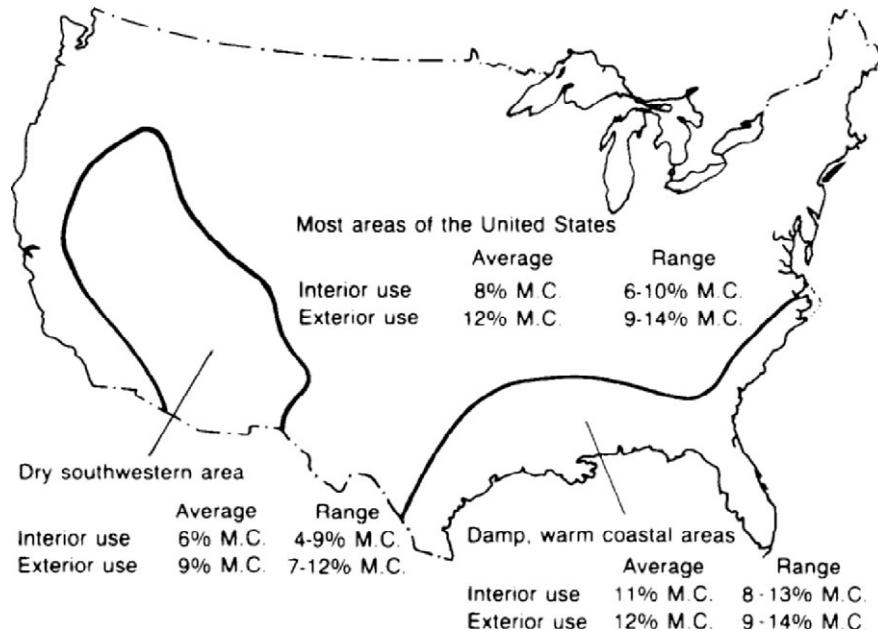 Most areas of the United States
Average Range
Interior use 8% M.C. 6-10% M.C.
Exterior use 12% M.C. 9-14% M.C.
Dry southwestern area
Average Range
Interior use 6% M.C. 4-9% M.C.
Exterior use 9% M.C. 7-12% M.C.
Damp, warm coastal areas
Average Range
Interior use 11% M.C. 8-13% M.C.
Exterior use 12% M.C. 9-14% M.C.